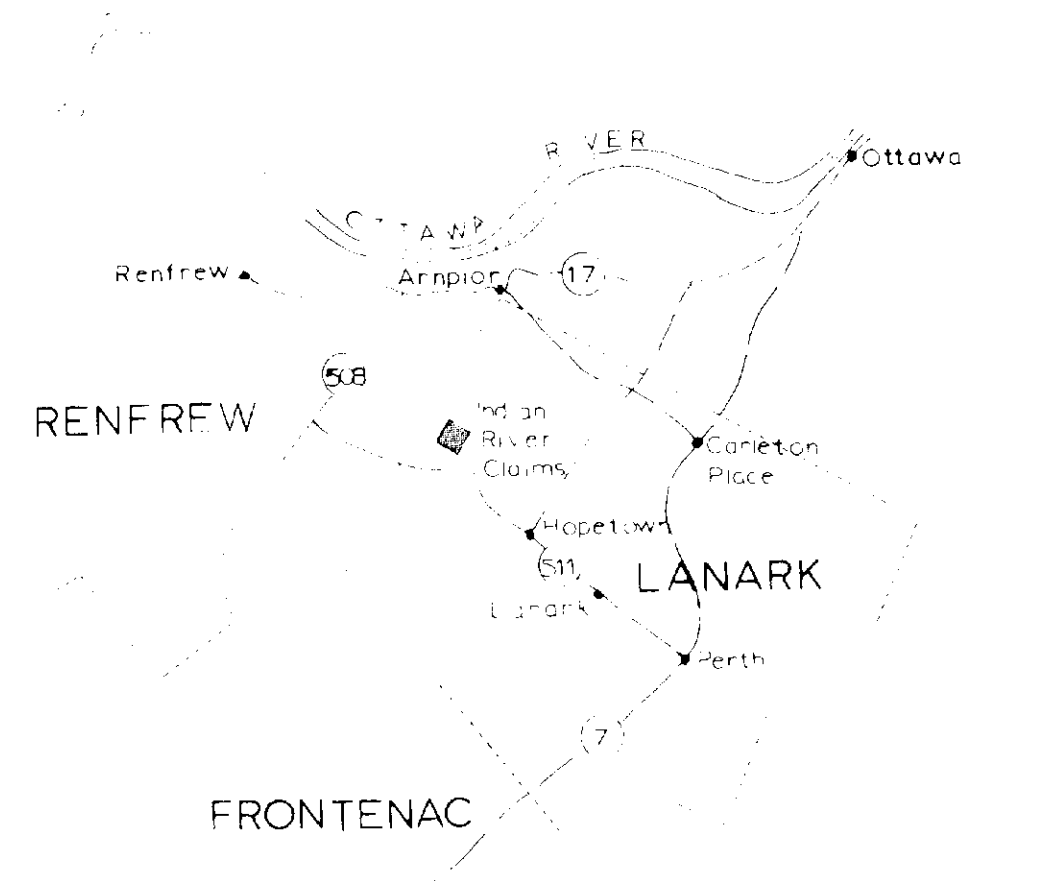 RIVER
Ottawa
OTTAWA
Renfrew
Arnprior
17
508
RENFREW
Indian
River
Claims
Carleton
Place
Hopetown
511
LANARK
Lanark
Perth
7
FRONTENAC